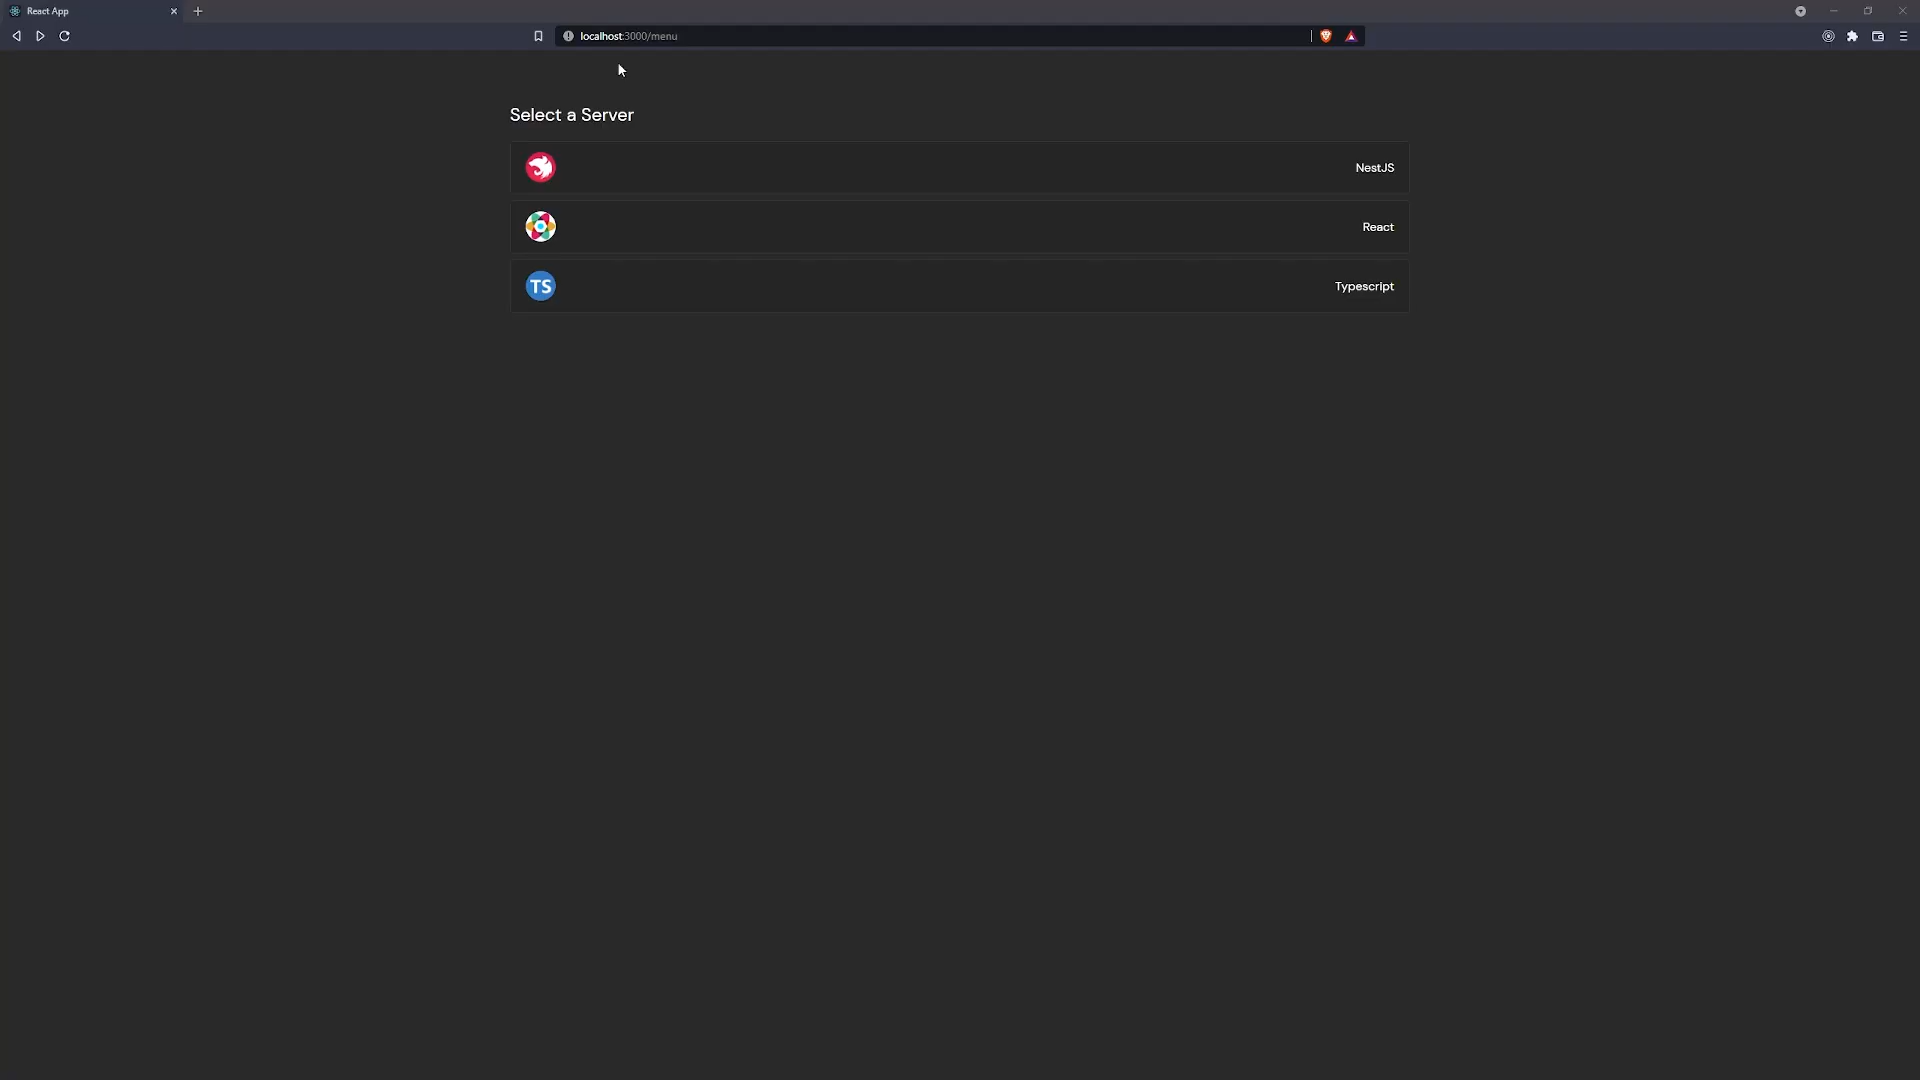 React App
localhost:3000/menu
Select a Server
NestJS
React
TS
Typescript